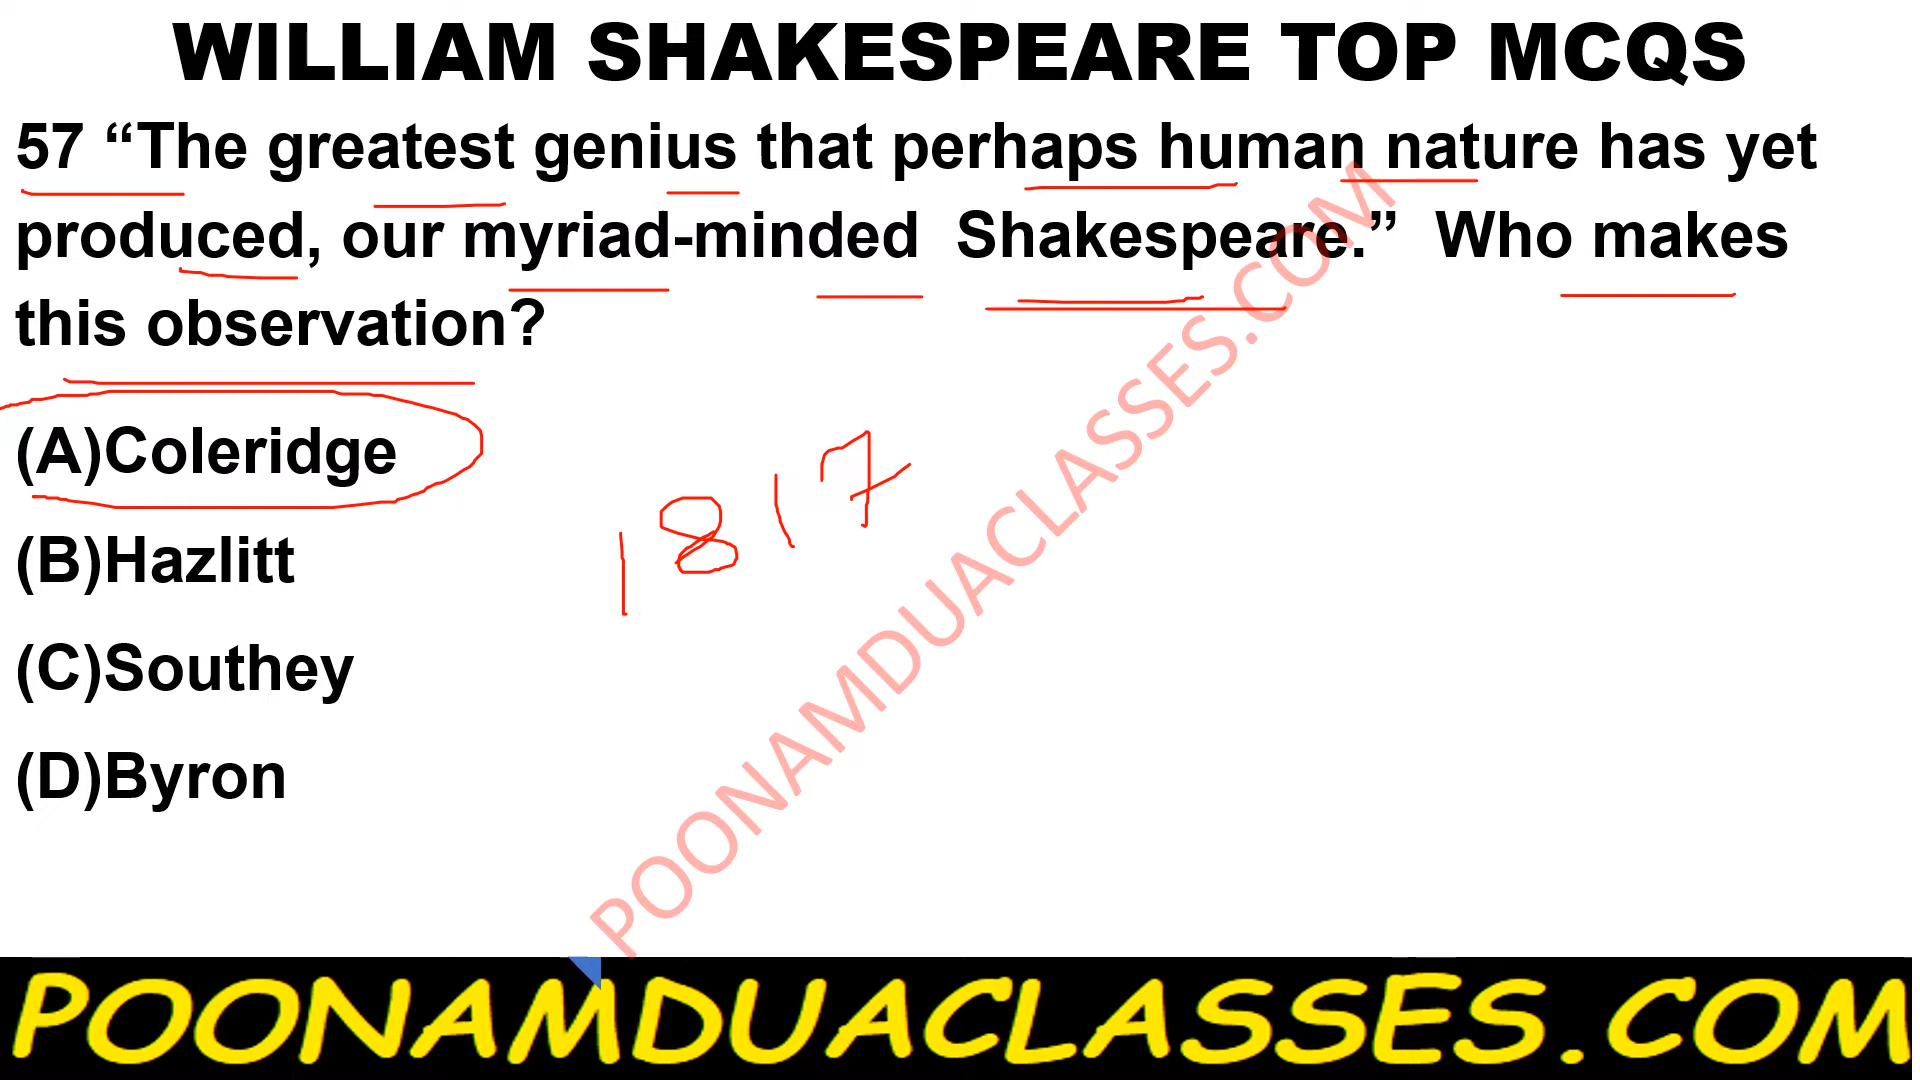 WILLIAM SHAKESPEARE TOP MCQS
57 “The greatest genius that perhaps human nature has yet
produced, our myriad-minded  Shakespeare.”  Who makes
this observation?
(A)Coleridge
1817
(B)Hazlitt
(C)Southey
(D)Byron
POONAMDUACLASSES.COM
POONAMDUACLASSES.COM